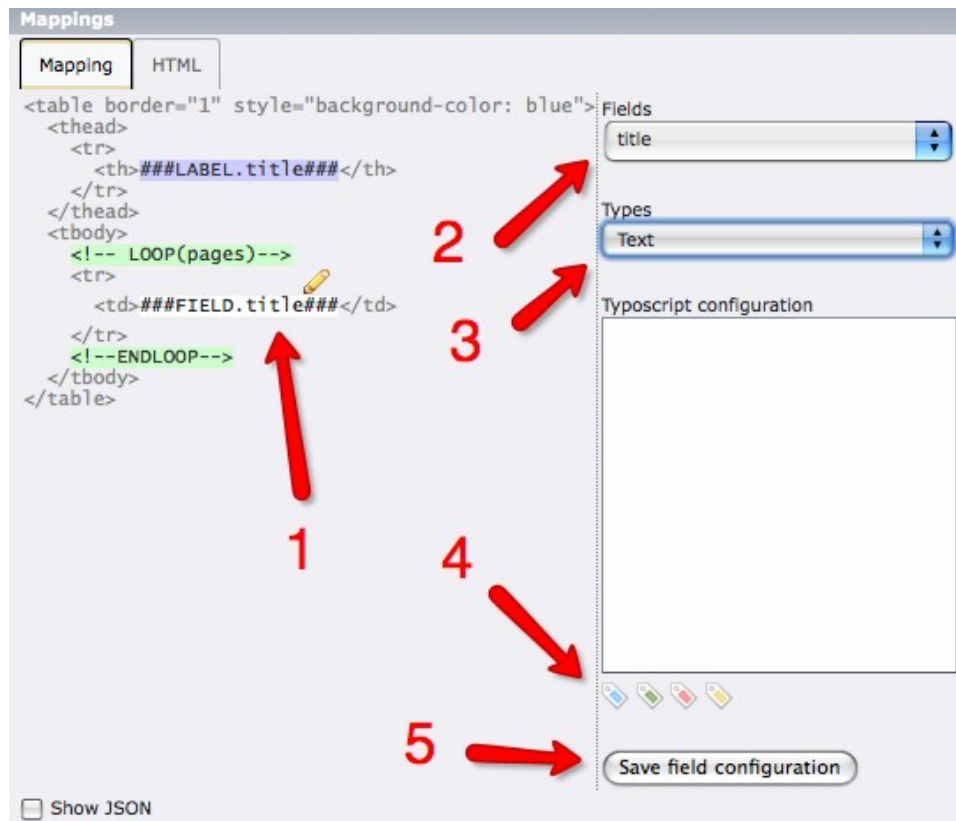 Mappings
Mapping HTML
<table border="1" style="background-color: blue">
<thead>
<tr>
<th>###LABEL.title###</th>
</tr>
</thead>
<tbody>
<!-- LOOP(pages)-->
<tr>
<td>###FIELD.title###</td>
</tr>
<!--ENDLOOP-->
</tbody>
</table>
1
Fields
title
2
Types
Text
3
Typoscript configuration
4
5
Save field configuration
Show JSON